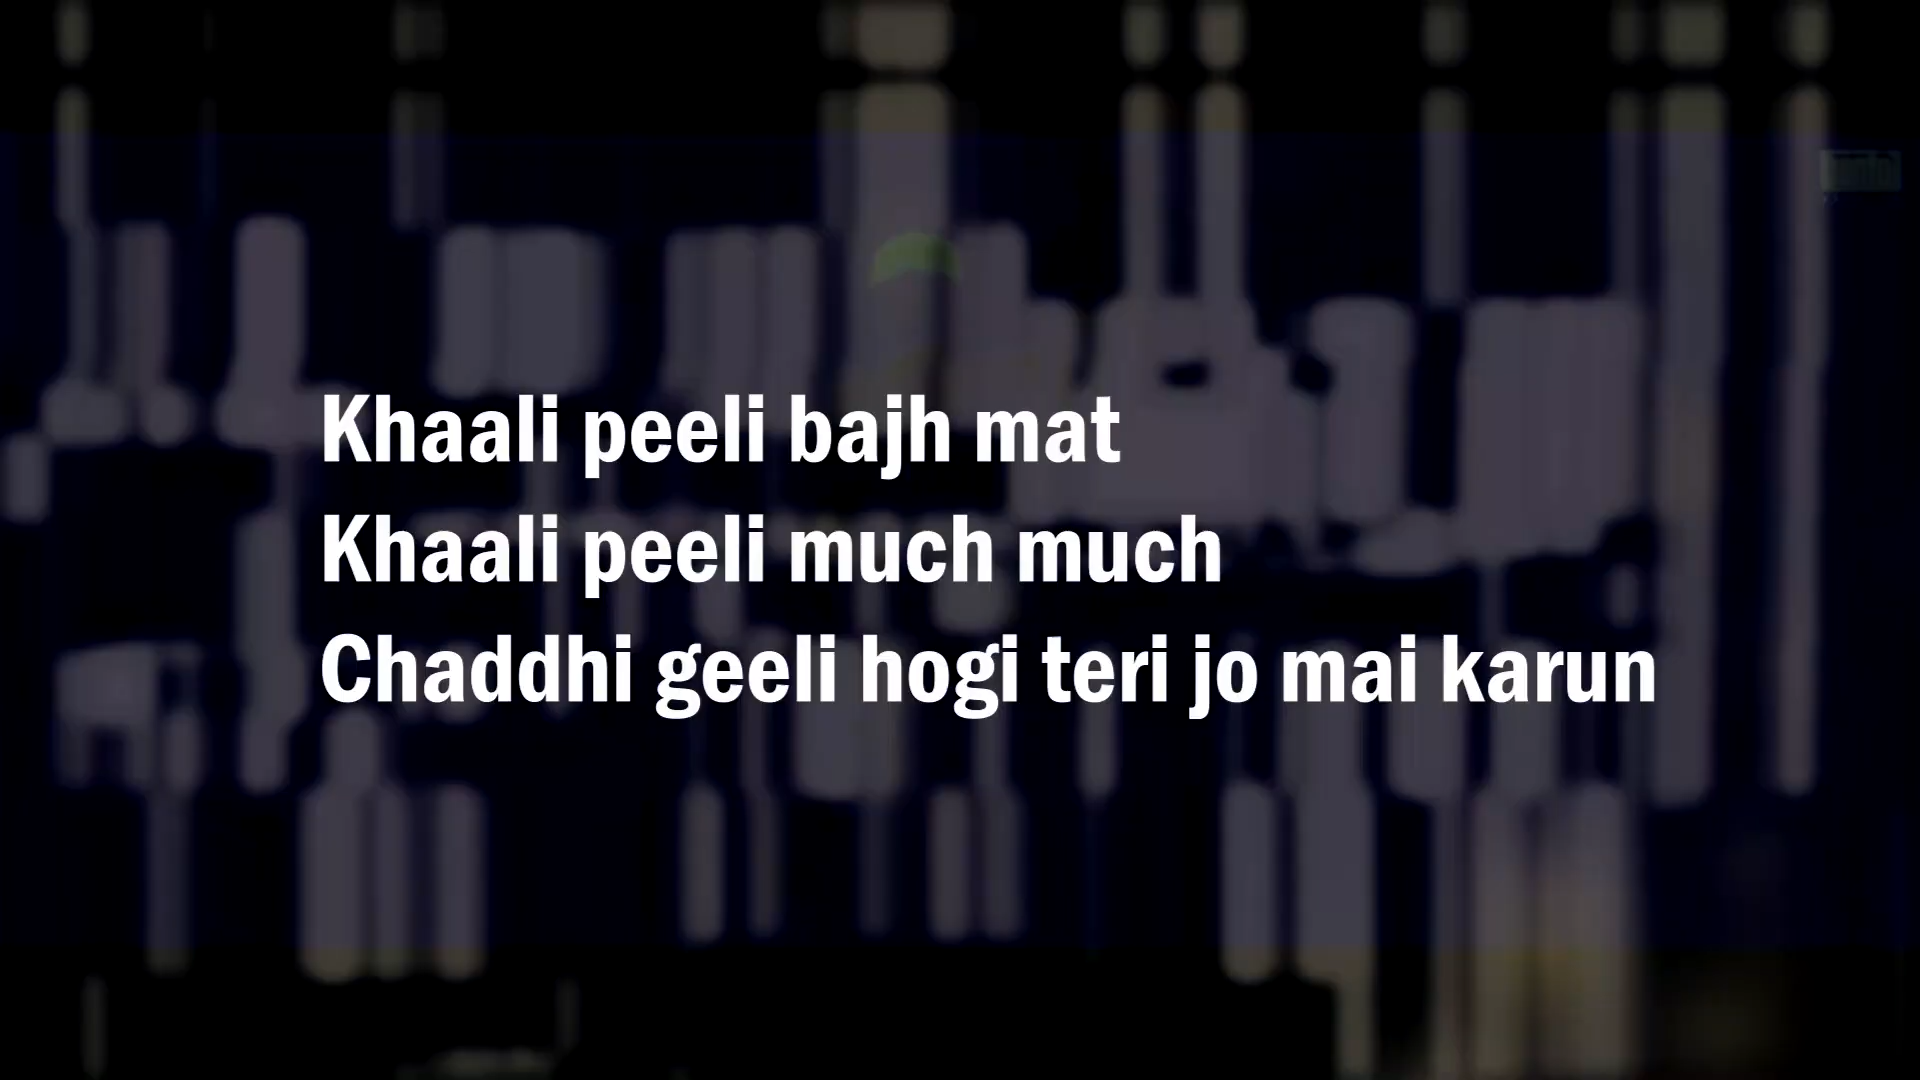 Khaali peeli bajh mat
Khaali peeli much much
Chaddhi geeli hogi teri jo mai karun